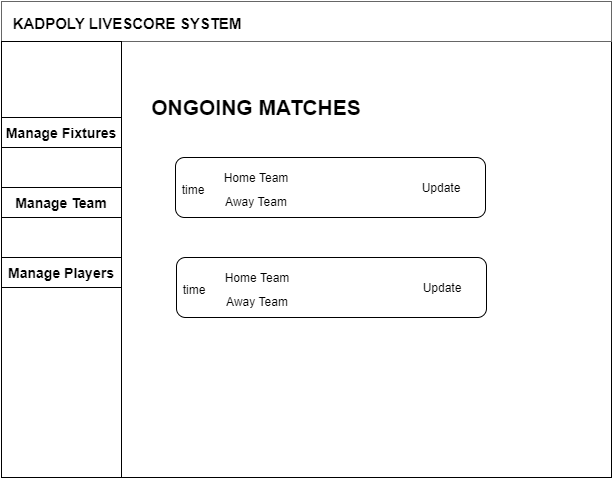 KADPOLY LIVESCORE SYSTEM
Manage Fixtures
Manage Team
Manage Players
ONGOING MATCHES
time
Home Team
Away Team
Update
time
Home Team
Away Team
Update